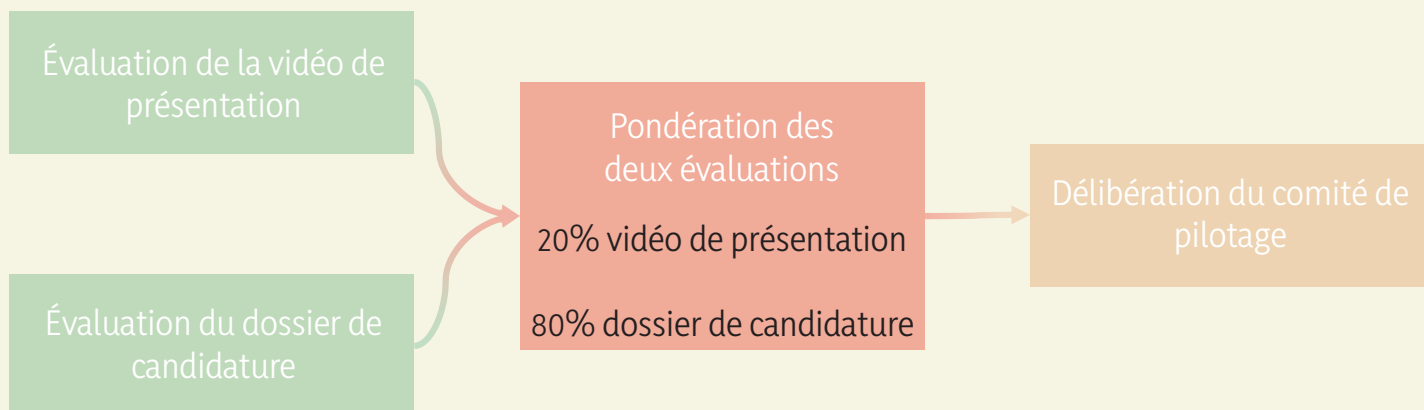 Évaluation de la vidéo de
présentation
Évaluation du dossier de
candidature
Pondération des
deux évaluations
20% vidéo de présentation
80% dossier de candidature
Délibération du comité de
pilotage